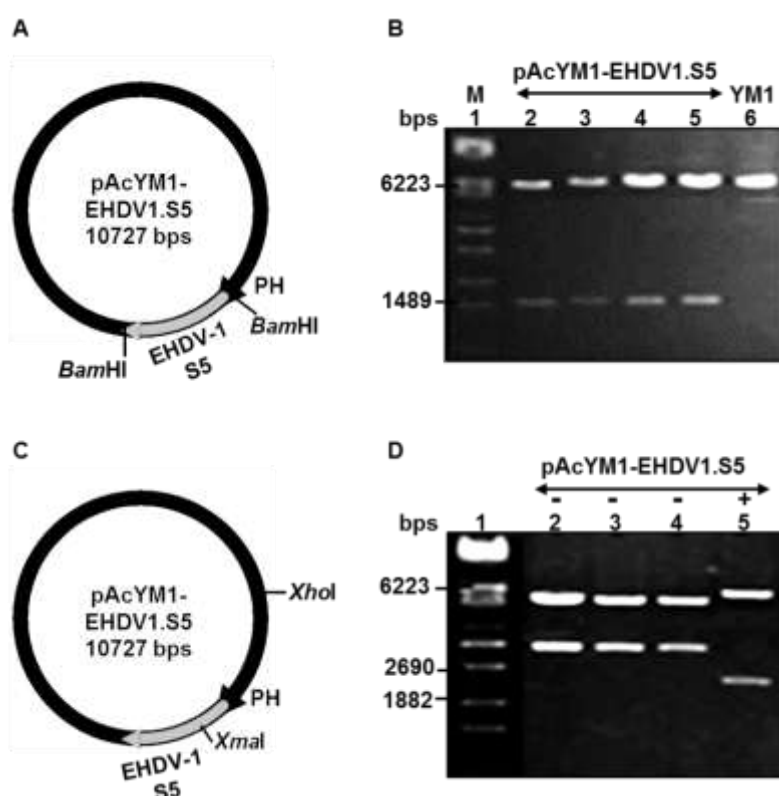 A
pAcYM1-
EHDV1.S5
10727 bps
PH
BamHI
EHDV-1
S5
BamHI
B
pAcYM1-EHDV1.S5
M YM1
bps 1 2 3 4 5 6
6223
1489
C
pAcYM1-
EHDV1.S5
10727 bps
XhoI
PH
XmaI
EHDV-1
S5
D
pAcYM1-EHDV1.S5
- - - +
bps 1 2 3 4 5
6223
2690
1882